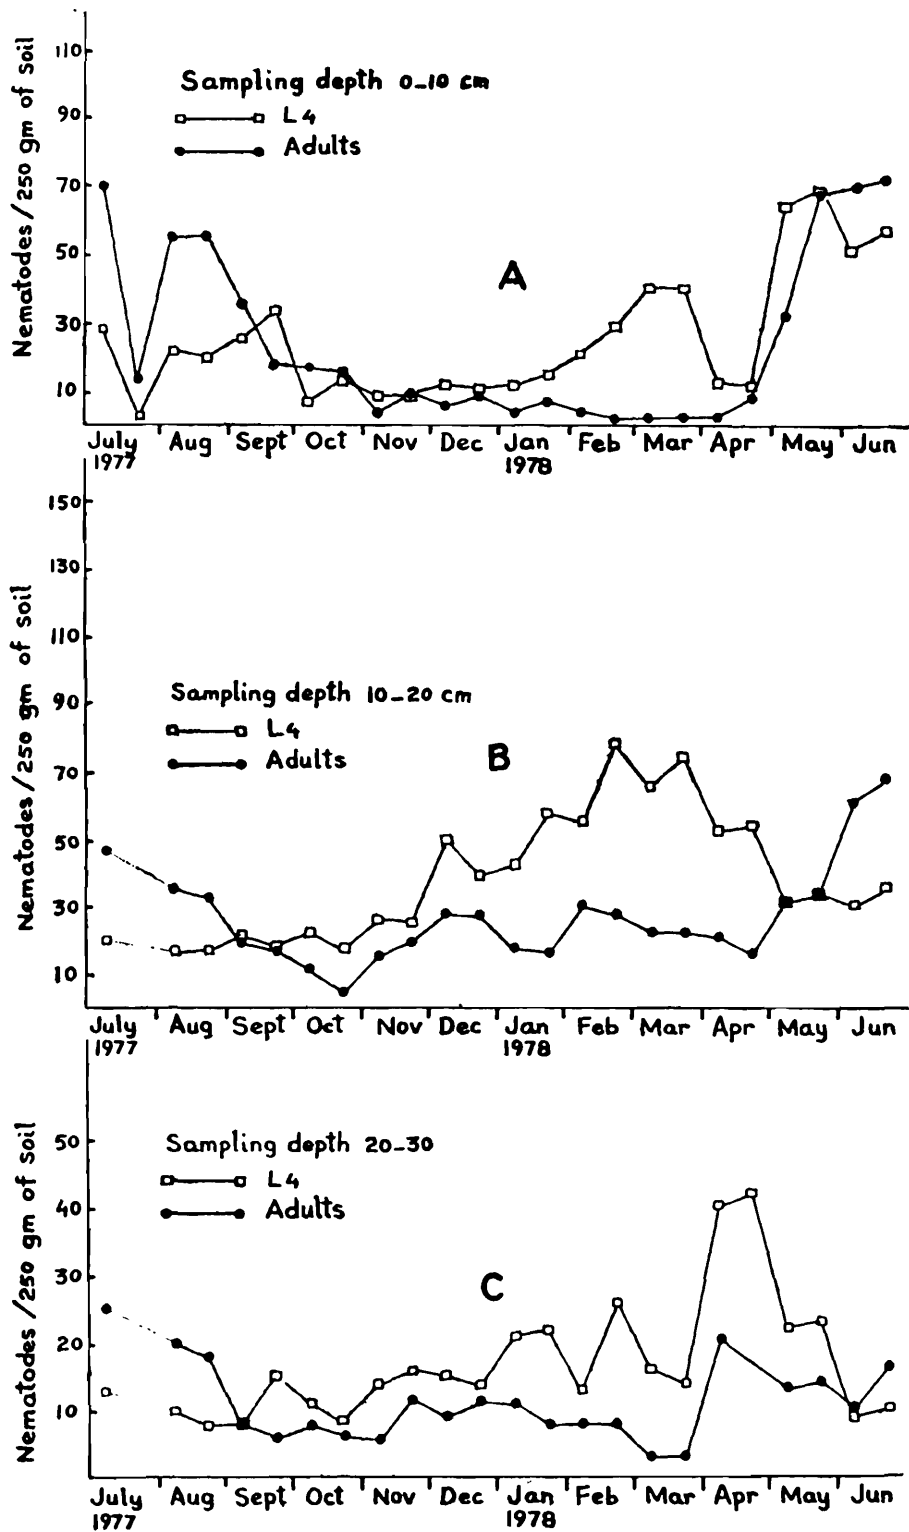 Nematodes / 250 gm of soil
110
90
70
50
30
10
Sampling depth 0-10 cm
L4
Adults
A
July Aug Sept Oct Nov Dec Jan Feb Mar Apr May Jun
1977 1978
Nematodes / 250 gm of soil
150
130
110
90
70
50
30
10
Sampling depth 10-20 cm
L4
Adults
B
July Aug Sept Oct Nov Dec Jan Feb Mar Apr May Jun
1977 1978
Nematodes / 250 gm of soil
50
40
30
20
10
Sampling depth 20-30
L4
Adults
C
July Aug Sept Oct Nov Dec Jan Feb Mar Apr May Jun
1977 1978